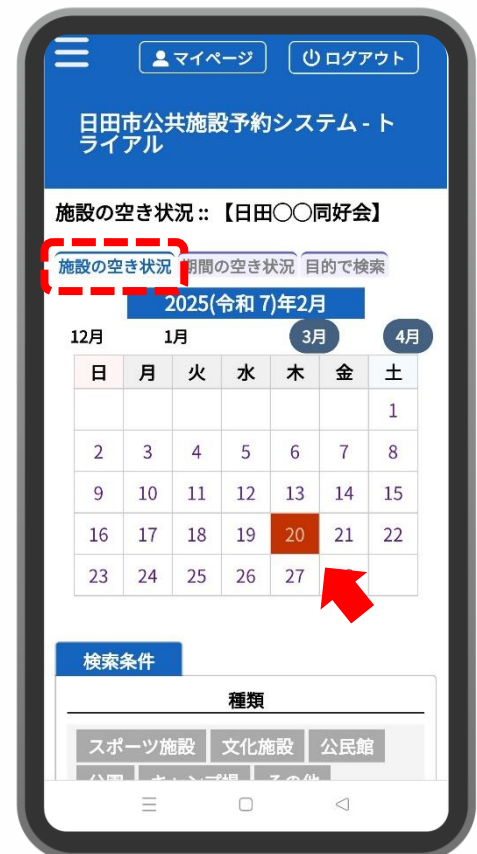 マイページ ログアウト
日田市公共施設予約システム - ト
ライアル
施設の空き状況 :: 【日田〇〇同好会】
施設の空き状況 期間の空き状況 目的で検索
2025(令和 7)年2月
12月 1月 3月 4月
日 月 火 水 木 金 土
1
2 3 4 5 6 7 8
9 10 11 12 13 14 15
16 17 18 19 20 21 22
23 24 25 26 27
検索条件
種類
スポーツ施設 文化施設 公民館